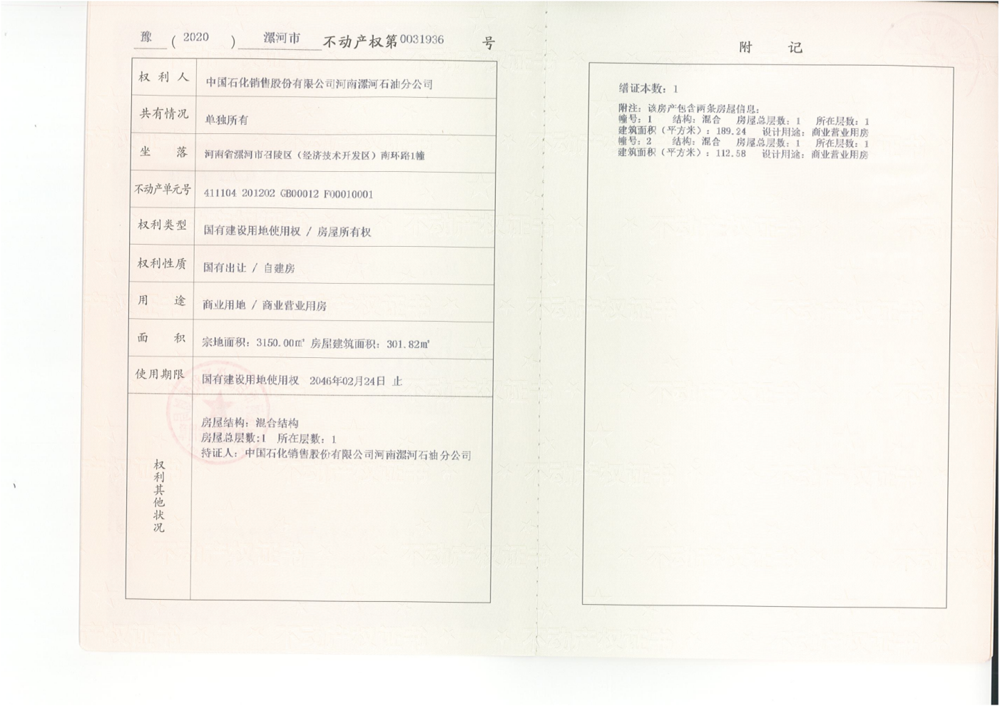 豫 ( 2020 ) 漯河市 不动产权第0031936 号
权利人 中国石化销售股份有限公司河南漯河石油分公司
共有情况 单独所有
坐落 河南省漯河市召陵区（经济技术开发区）南环路1幢
不动产单元号 411104 201202 GB00012 F00010001
权利类型 国有建设用地使用权 / 房屋所有权
权利性质 国有出让 / 自建房
用途 商业用地 / 商业营业用房
面积 宗地面积：3150.00㎡ 房屋建筑面积：301.82㎡
使用期限 国有建设用地使用权 2046年02月24日 止
权利其他状况
房屋结构：混合结构
房屋总层数:1 所在层数：1
持证人：中国石化销售股份有限公司河南漯河石油分公司
附记
缮证本数：1
附注：该房产包含两条房屋信息：
幢号：1 结构：混合 房屋总层数：1 所在层数：1
建筑面积（平方米）：189.24 设计用途：商业营业用房
幢号：2 结构：混合 房屋总层数：1 所在层数：1
建筑面积（平方米）：112.58 设计用途：商业营业用房